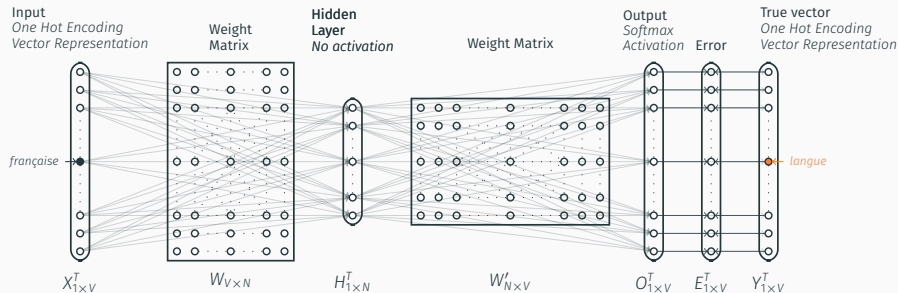 Input
One Hot Encoding
Vector Representation
Weight
Matrix
Hidden
Layer
No activation
Weight Matrix
Output
Softmax
Activation
Error
True vector
One Hot Encoding
Vector Representation
française
langue
X^T_{1×V}
W_{V×N}
H^T_{1×N}
W'_{N×V}
O^T_{1×V}
E^T_{1×V}
Y^T_{1×V}